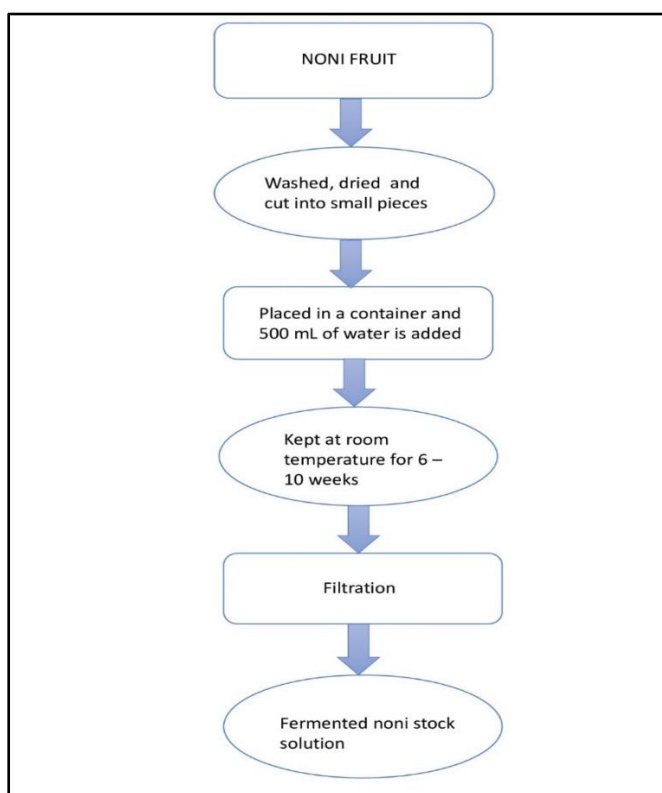 NONI FRUIT
Washed, dried and
cut into small pieces
Placed in a container and
500 mL of water is added
Kept at room
temperature for 6 –
10 weeks
Filtration
Fermented noni stock
solution